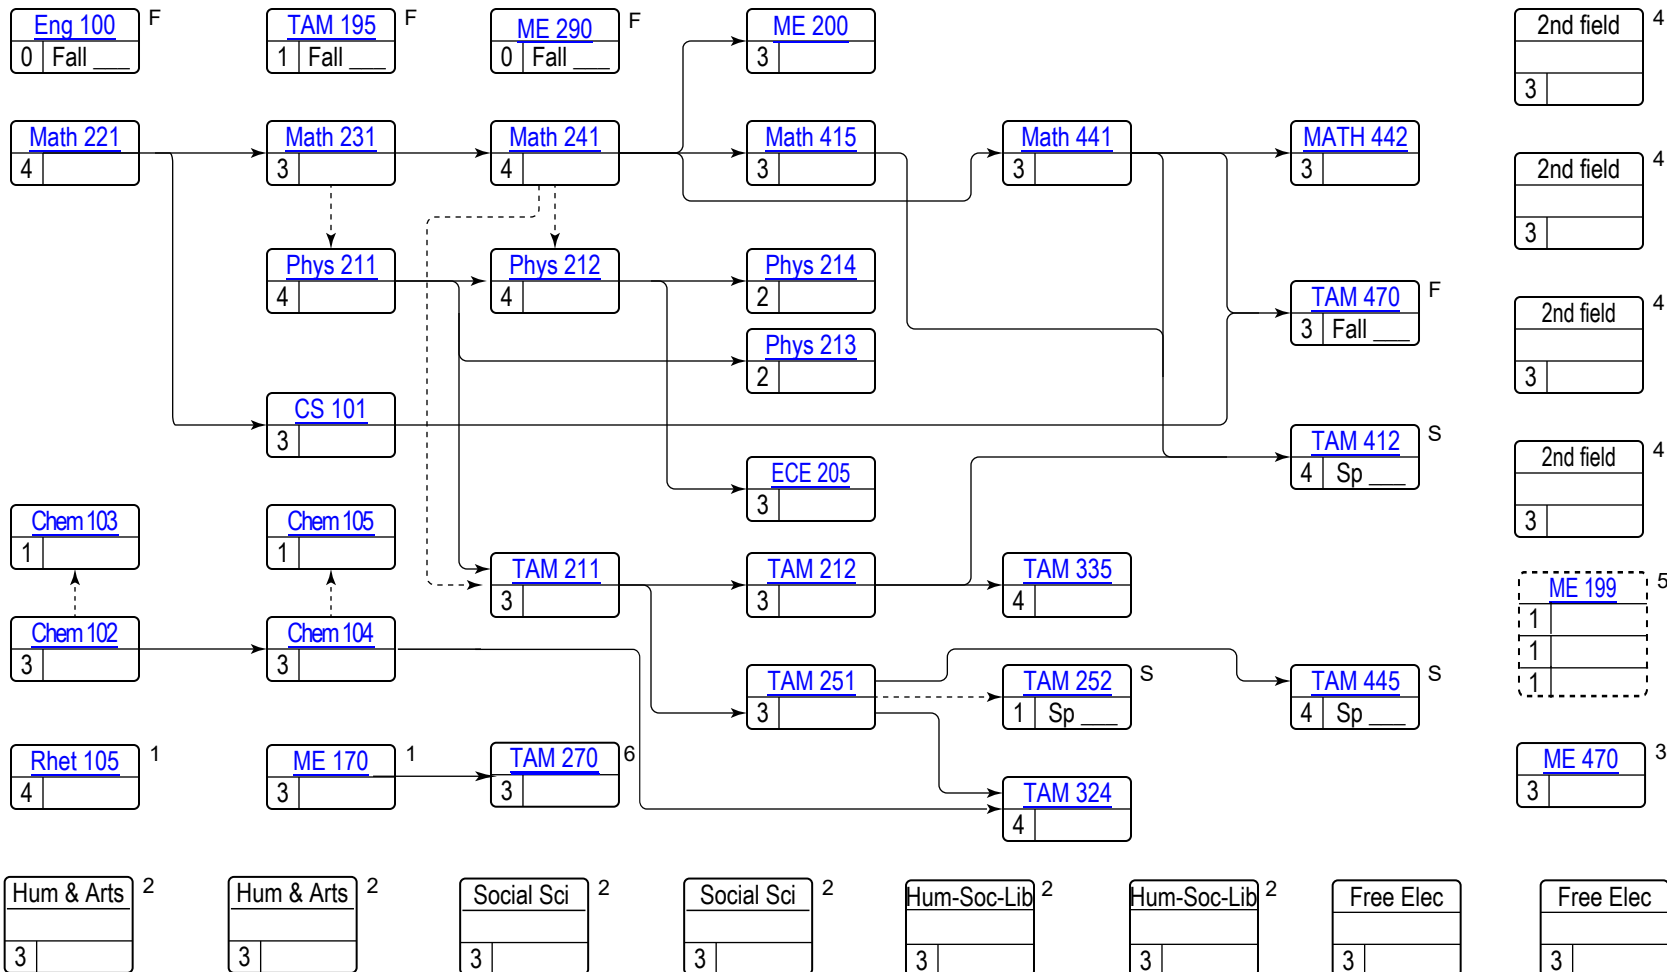 Eng 100 F
0 Fall ___
TAM 195 F
1 Fall ___
ME 290 F
0 Fall ___
ME 200
3
2nd field 4
3
Math 221
4
Math 231
3
Math 241
4
Math 415
3
Math 441
3
MATH 442
3
2nd field 4
3
Phys 211
4
Phys 212
4
Phys 214
2
TAM 470 F
3 Fall ___
2nd field 4
3
Phys 213
2
CS 101
3
TAM 412 S
4 Sp ___
2nd field 4
3
ECE 205
3
Chem 103
1
Chem 105
1
TAM 211
3
TAM 212
3
TAM 335
4
ME 199 5
1
1
1
Chem 102
3
Chem 104
3
TAM 251
3
TAM 252 S
1 Sp ___
TAM 445 S
4 Sp ___
Rhet 105 1
4
ME 170 1
3
TAM 270 6
3
ME 470 3
3
TAM 324
4
Hum & Arts 2
3
Hum & Arts 2
3
Social Sci 2
3
Social Sci 2
3
Hum-Soc-Lib 2
3
Hum-Soc-Lib 2
3
Free Elec
3
Free Elec
3